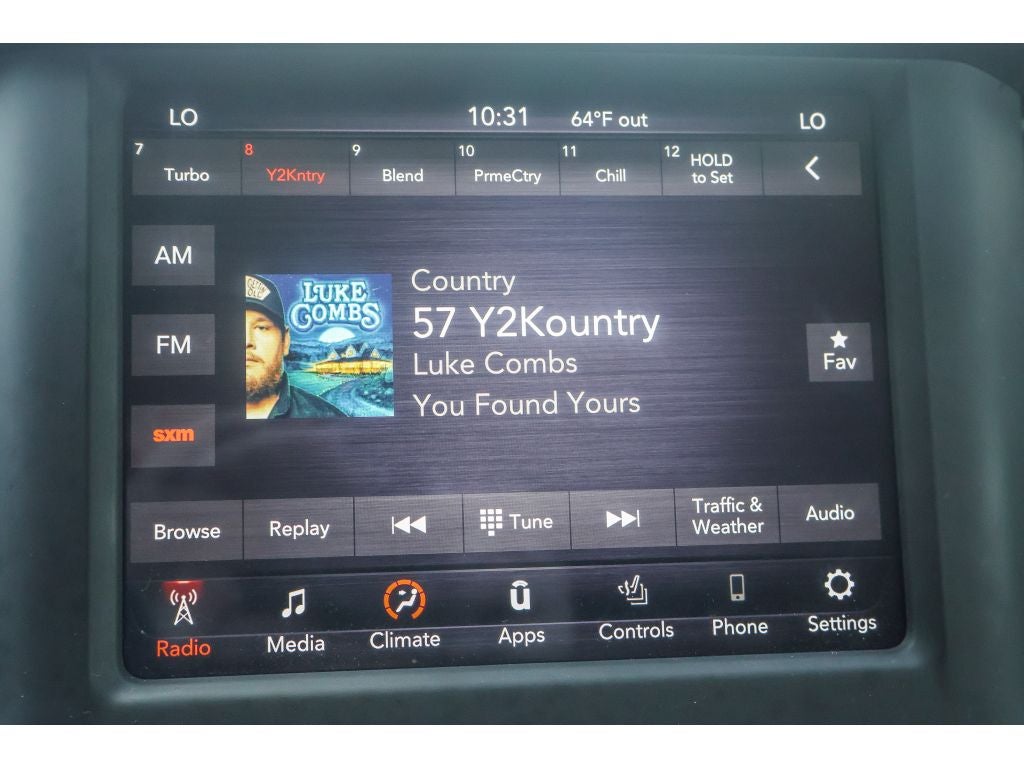 LO 10:31 64°F out LO
7 Turbo 8 Y2Kntry 9 Blend 10 PrmeCtry 11 Chill 12 HOLD to Set
AM
FM
sxm
LUKE
COMBS
Country
57 Y2Kountry
Luke Combs
You Found Yours
Fav
Browse Replay Tune Traffic & Weather Audio
Radio Media Climate Apps Controls Phone Settings